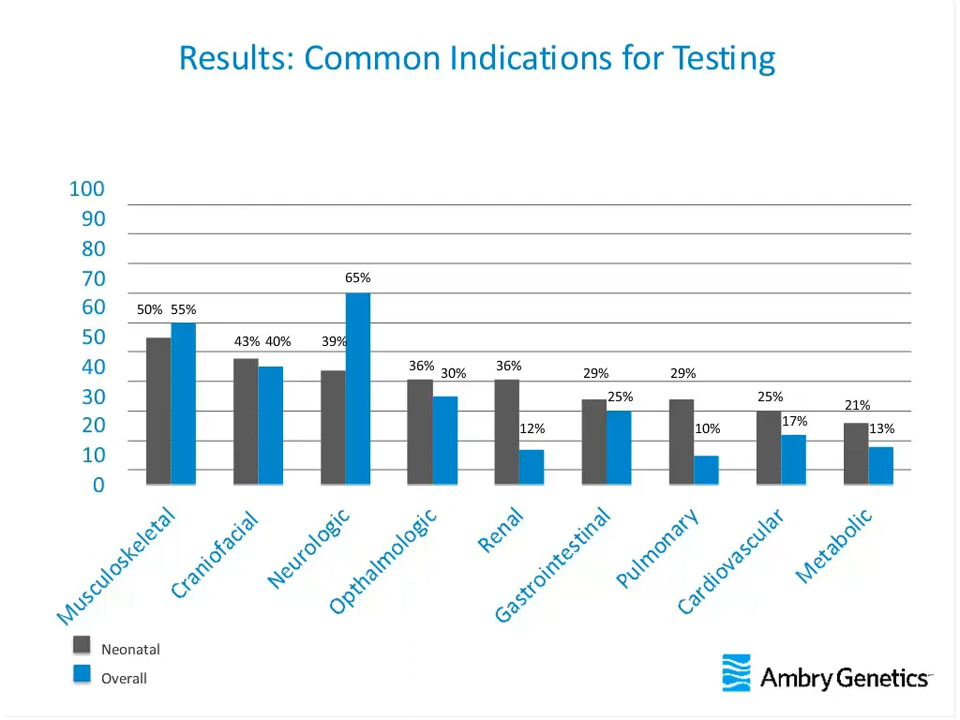 Results: Common Indications for Testing
100
90
80
70
60
50
40
30
20
10
0
50% 55%
43% 40%
39% 65%
36% 30%
36% 12%
29% 25%
29% 10%
25% 17%
21% 13%
Musculoskeletal
Craniofacial
Neurologic
Opthalmologic
Renal
Gastrointestinal
Pulmonary
Cardiovascular
Metabolic
Neonatal
Overall
Ambry Genetics